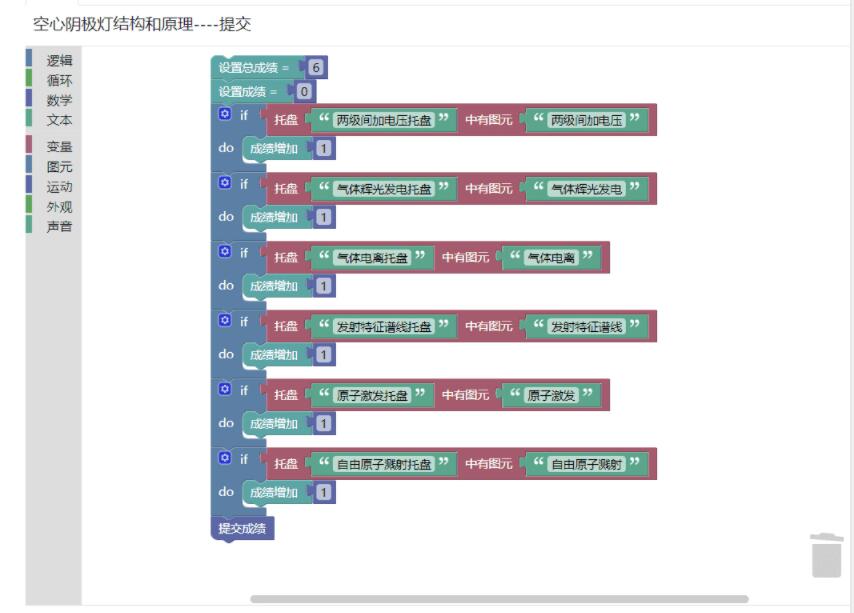 空心阴极灯结构和原理----提交
逻辑
循环
数学
文本
变量
图元
运动
外观
声音
设置总成绩 = 6
设置成绩 = 0
if 托盘 “ 两级间加电压托盘 ” 中有图元 “ 两级间加电压 ”
do 成绩增加 1
if 托盘 “ 气体辉光发电托盘 ” 中有图元 “ 气体辉光发电 ”
do 成绩增加 1
if 托盘 “ 气体电离托盘 ” 中有图元 “ 气体电离 ”
do 成绩增加 1
if 托盘 “ 发射特征谱线托盘 ” 中有图元 “ 发射特征谱线 ”
do 成绩增加 1
if 托盘 “ 原子激发托盘 ” 中有图元 “ 原子激发 ”
do 成绩增加 1
if 托盘 “ 自由原子溅射托盘 ” 中有图元 “ 自由原子溅射 ”
do 成绩增加 1
提交成绩